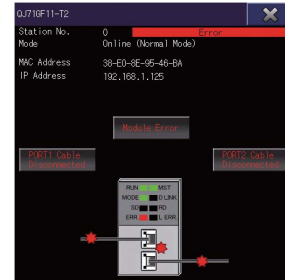 QJ71GF11-T2
Station No. 0 Error
Mode Online (Normal Mode)
MAC Address 38-E0-8E-95-46-BA
IP Address 192.168.1.125
Module Error
PORT1 Cable Disconnected
PORT2 Cable Disconnected
RUN MST
MODE D LINK
SD RD
ERR. L ERR.